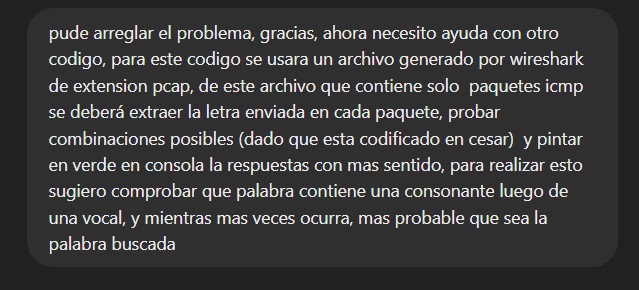 pude arreglar el problema, gracias, ahora necesito ayuda con otro
codigo, para este codigo se usara un archivo generado por wireshark
de extension pcap, de este archivo que contiene solo paquetes icmp
se deberá extraer la letra enviada en cada paquete, probar
combinaciones posibles (dado que esta codificado en cesar) y pintar
en verde en consola la respuestas con mas sentido, para realizar esto
sugiero comprobar que palabra contiene una consonante luego de
una vocal, y mientras mas veces ocurra, mas probable que sea la
palabra buscada